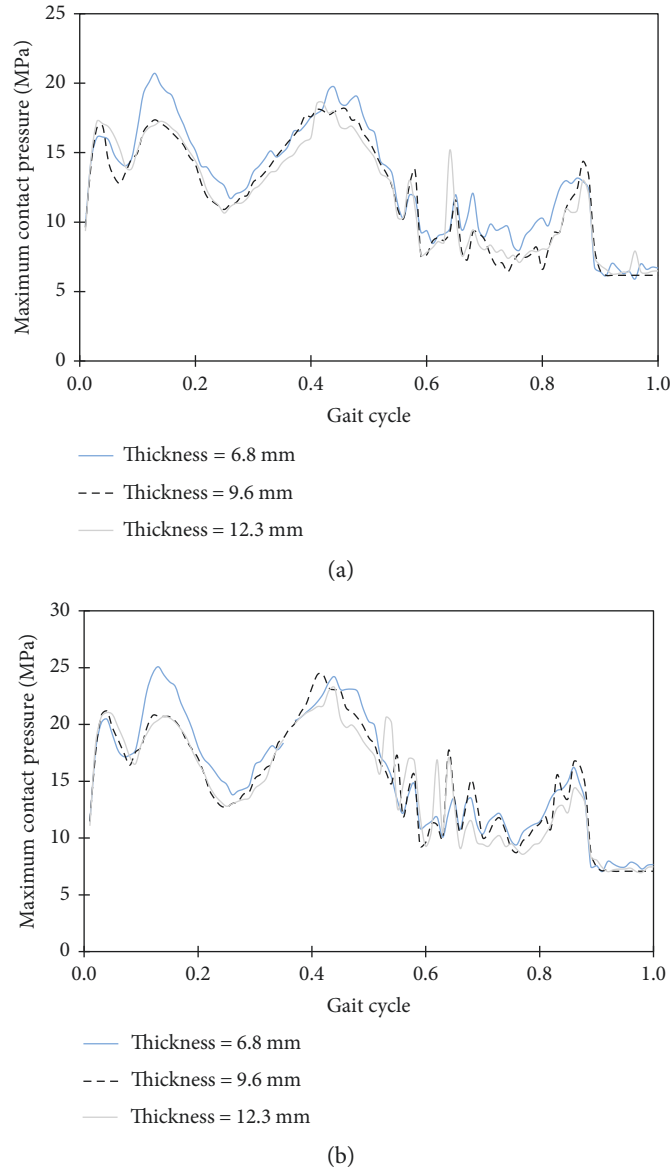 25
20
15
10
5
0
Maximum contact pressure (MPa)
0.0 0.2 0.4 0.6 0.8 1.0
Gait cycle
Thickness = 6.8 mm
Thickness = 9.6 mm
Thickness = 12.3 mm
(a)
30
25
20
15
10
5
0
Maximum contact pressure (MPa)
0.0 0.2 0.4 0.6 0.8 1.0
Gait cycle
Thickness = 6.8 mm
Thickness = 9.6 mm
Thickness = 12.3 mm
(b)